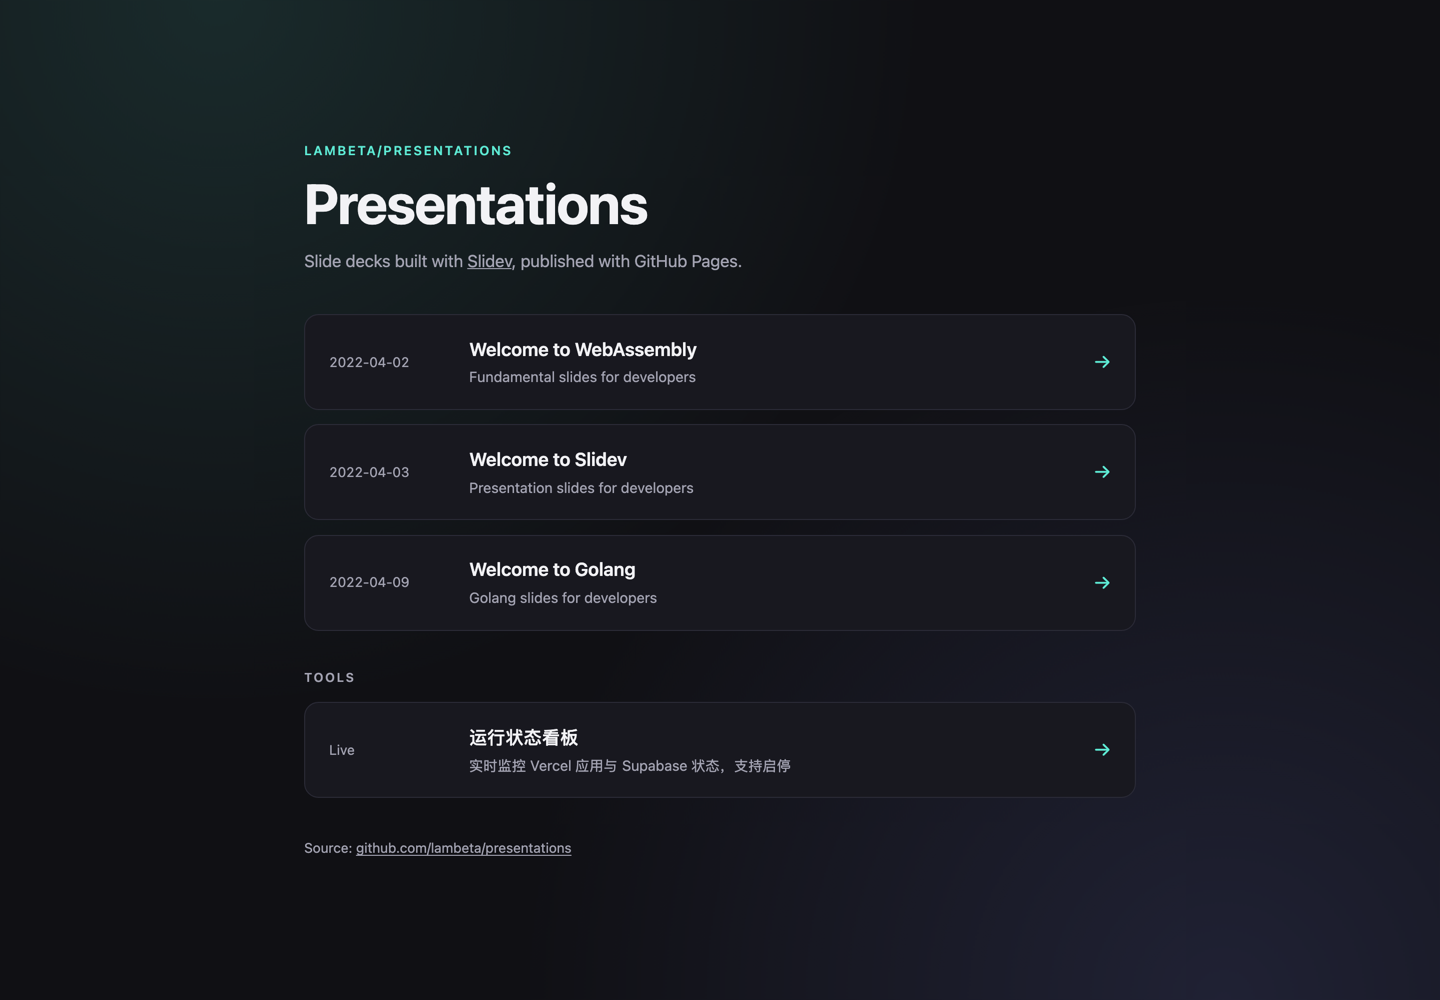 LAMBETA/PRESENTATIONS
Presentations
Slide decks built with Slidev, published with GitHub Pages.
2022-04-02
Welcome to WebAssembly
Fundamental slides for developers
2022-04-03
Welcome to Slidev
Presentation slides for developers
2022-04-09
Welcome to Golang
Golang slides for developers
TOOLS
Live
运行状态看板
实时监控 Vercel 应用与 Supabase 状态，支持启停
Source: github.com/lambeta/presentations